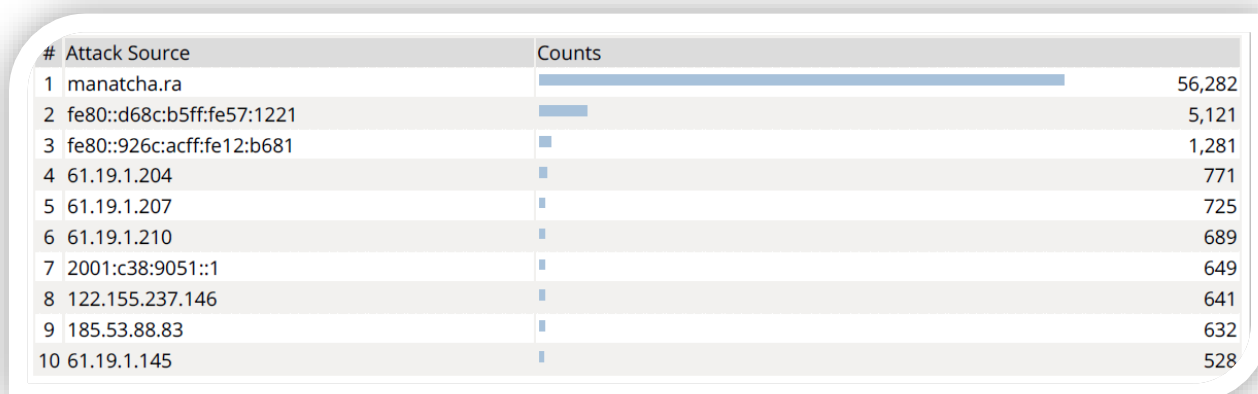 # Attack Source Counts
1 manatcha.ra 56,282
2 fe80::d68c:b5ff:fe57:1221 5,121
3 fe80::926c:acff:fe12:b681 1,281
4 61.19.1.204 771
5 61.19.1.207 725
6 61.19.1.210 689
7 2001:c38:9051::1 649
8 122.155.237.146 641
9 185.53.88.83 632
10 61.19.1.145 528